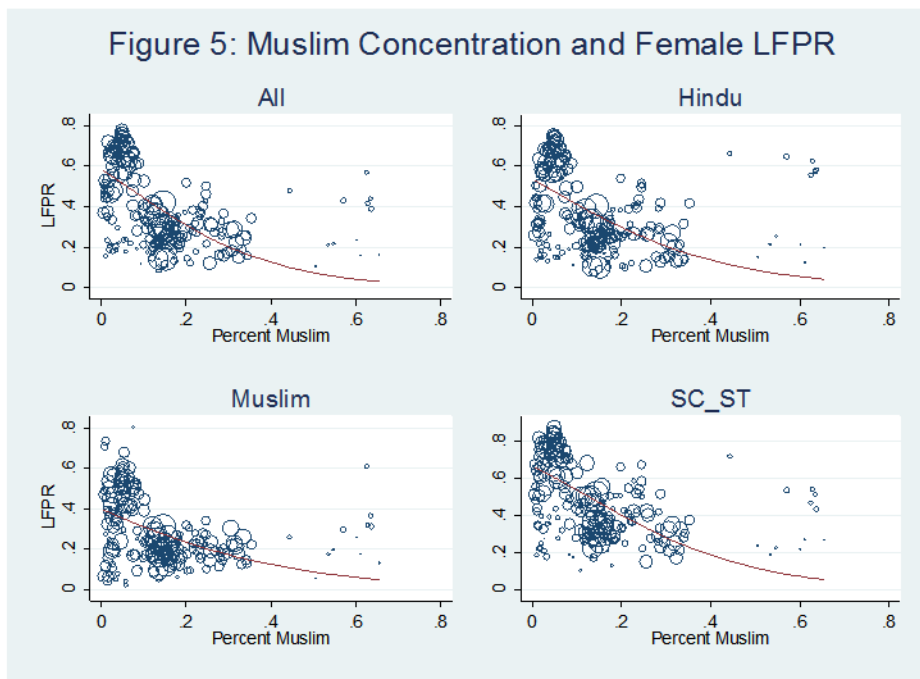 Figure 5: Muslim Concentration and Female LFPR
All
LFPR
.8
.6
.4
.2
0
0 .2 .4 .6 .8
Percent Muslim
Hindu
.8
.6
.4
.2
0
0 .2 .4 .6 .8
Percent Muslim
Muslim
LFPR
.8
.6
.4
.2
0
0 .2 .4 .6 .8
Percent Muslim
SC_ST
.8
.6
.4
.2
0
0 .2 .4 .6 .8
Percent Muslim